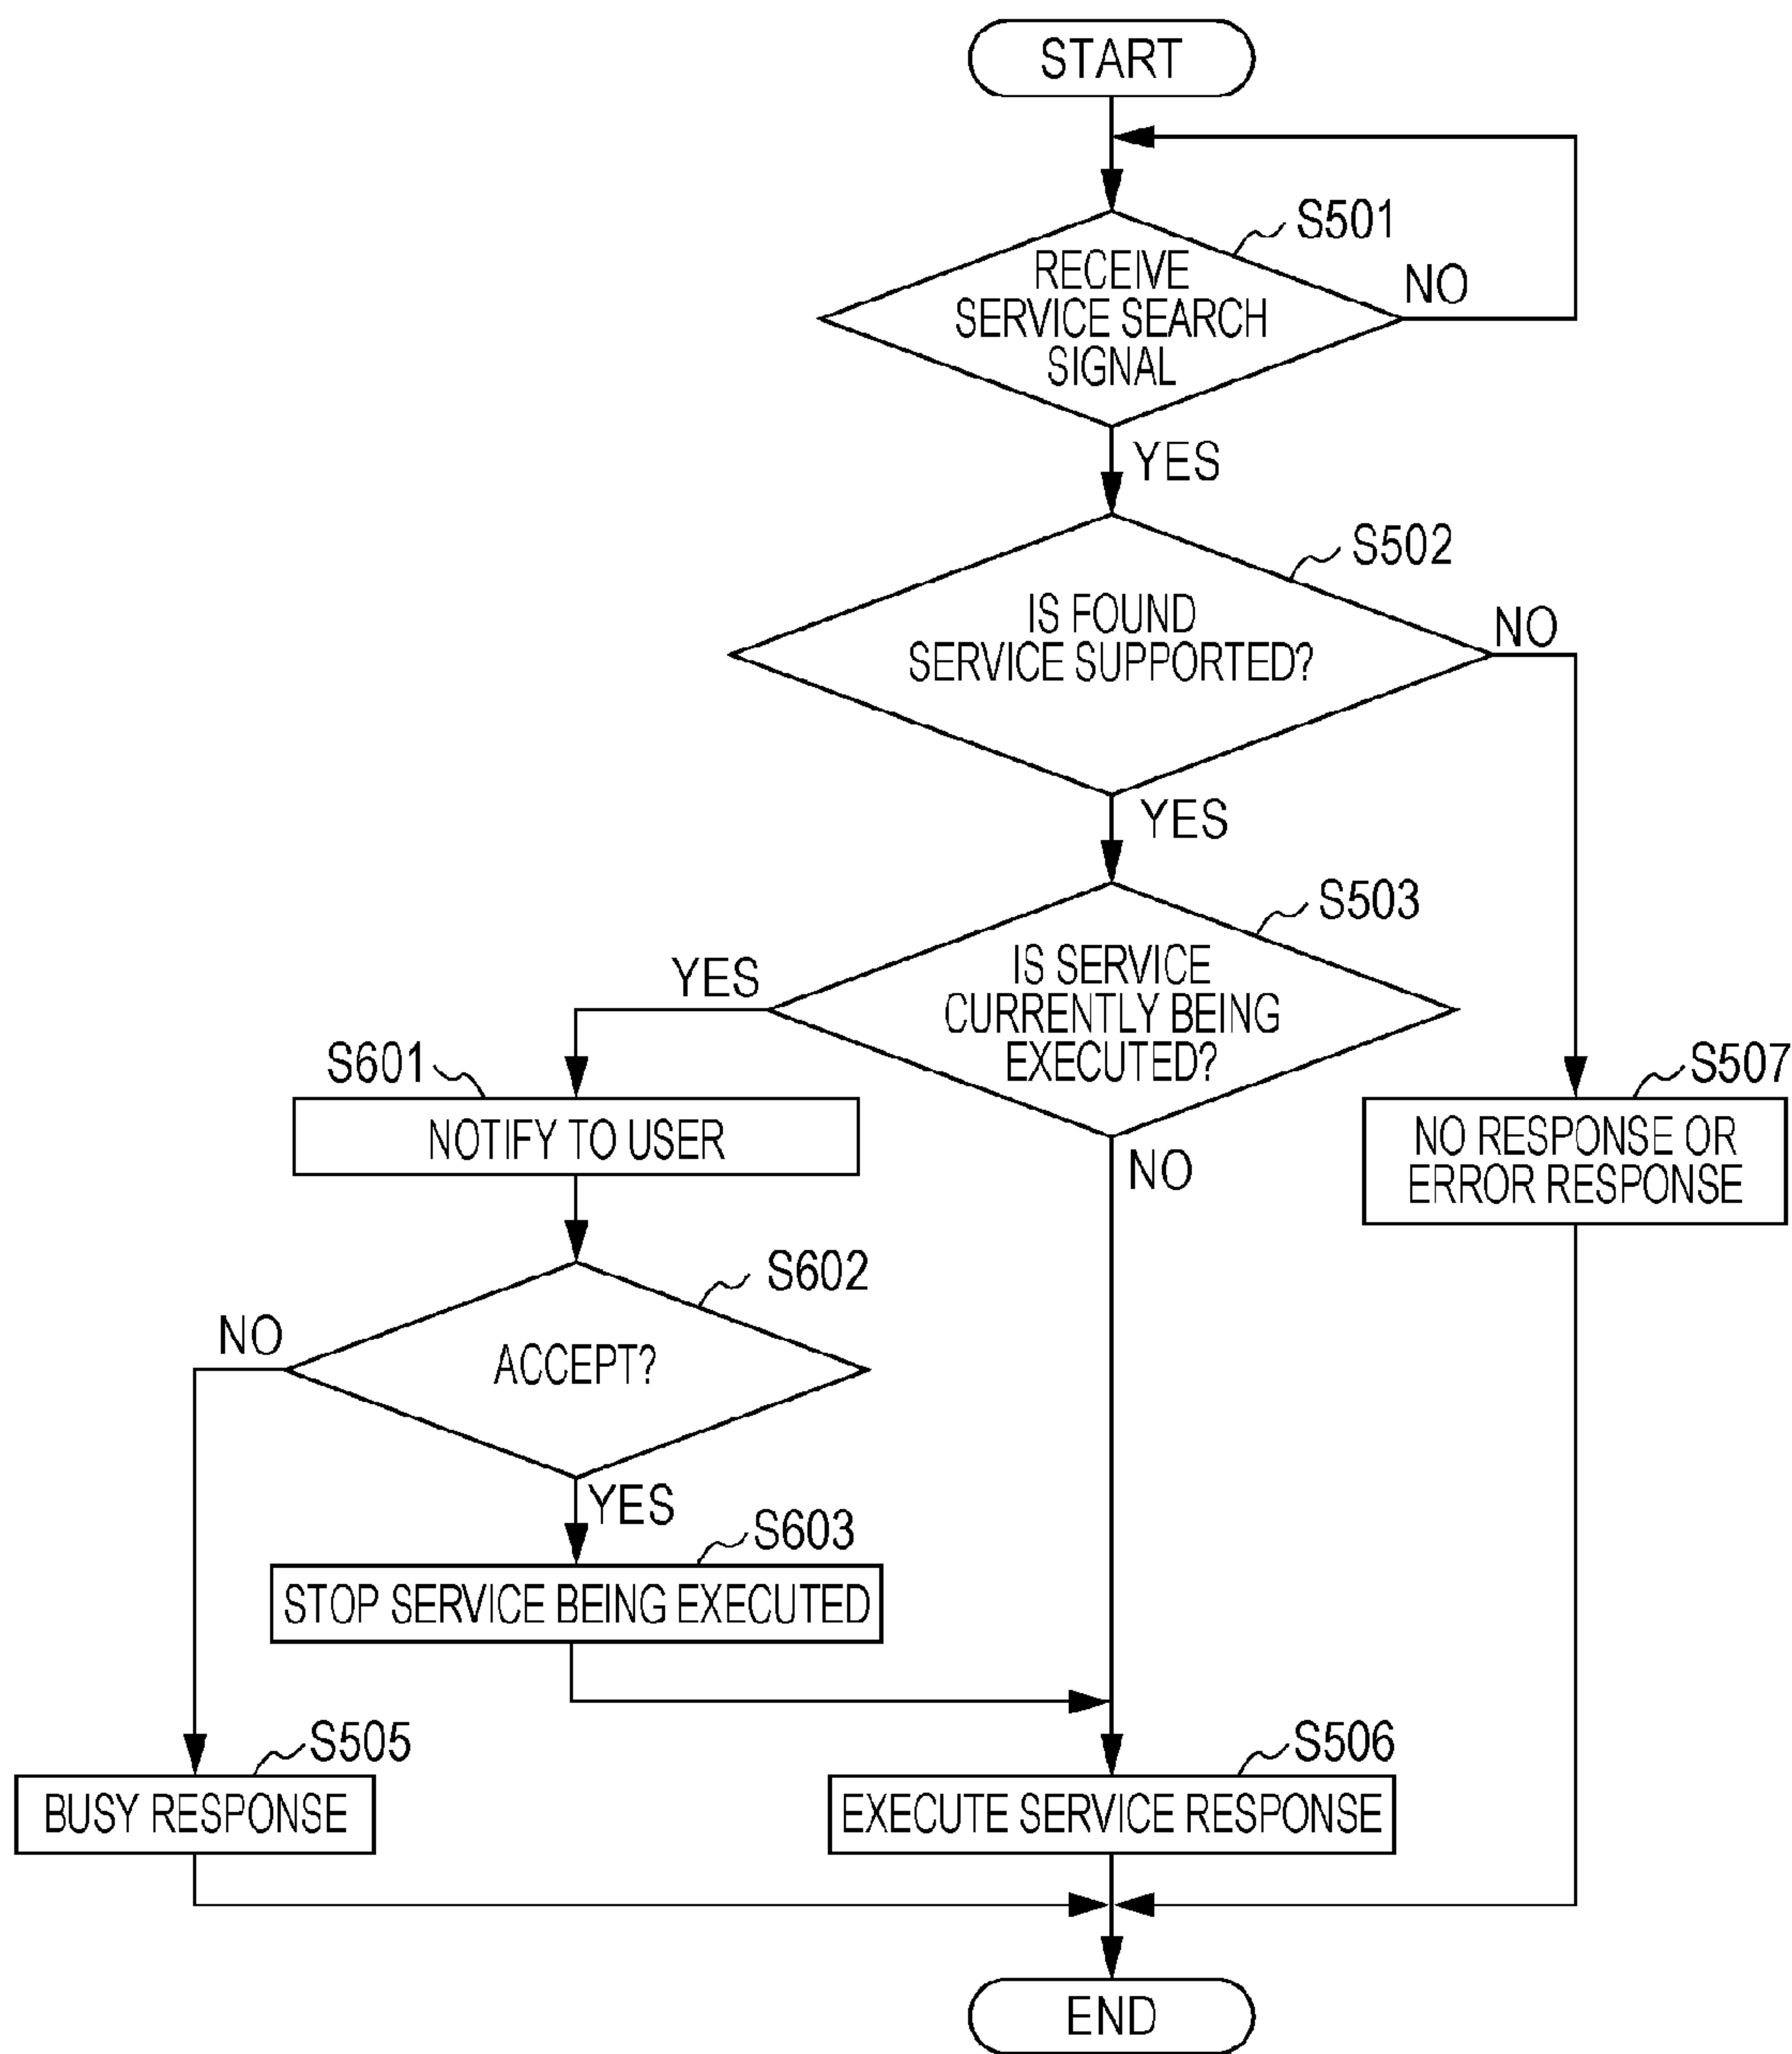 START
S501
RECEIVE
SERVICE SEARCH
SIGNAL
NO
YES
S502
IS FOUND
SERVICE SUPPORTED?
NO
YES
S503
IS SERVICE
CURRENTLY BEING
EXECUTED?
YES
NO
S601
NOTIFY TO USER
S507
NO RESPONSE OR
ERROR RESPONSE
S602
ACCEPT?
NO
YES
S603
STOP SERVICE BEING EXECUTED
S505
BUSY RESPONSE
S506
EXECUTE SERVICE RESPONSE
END